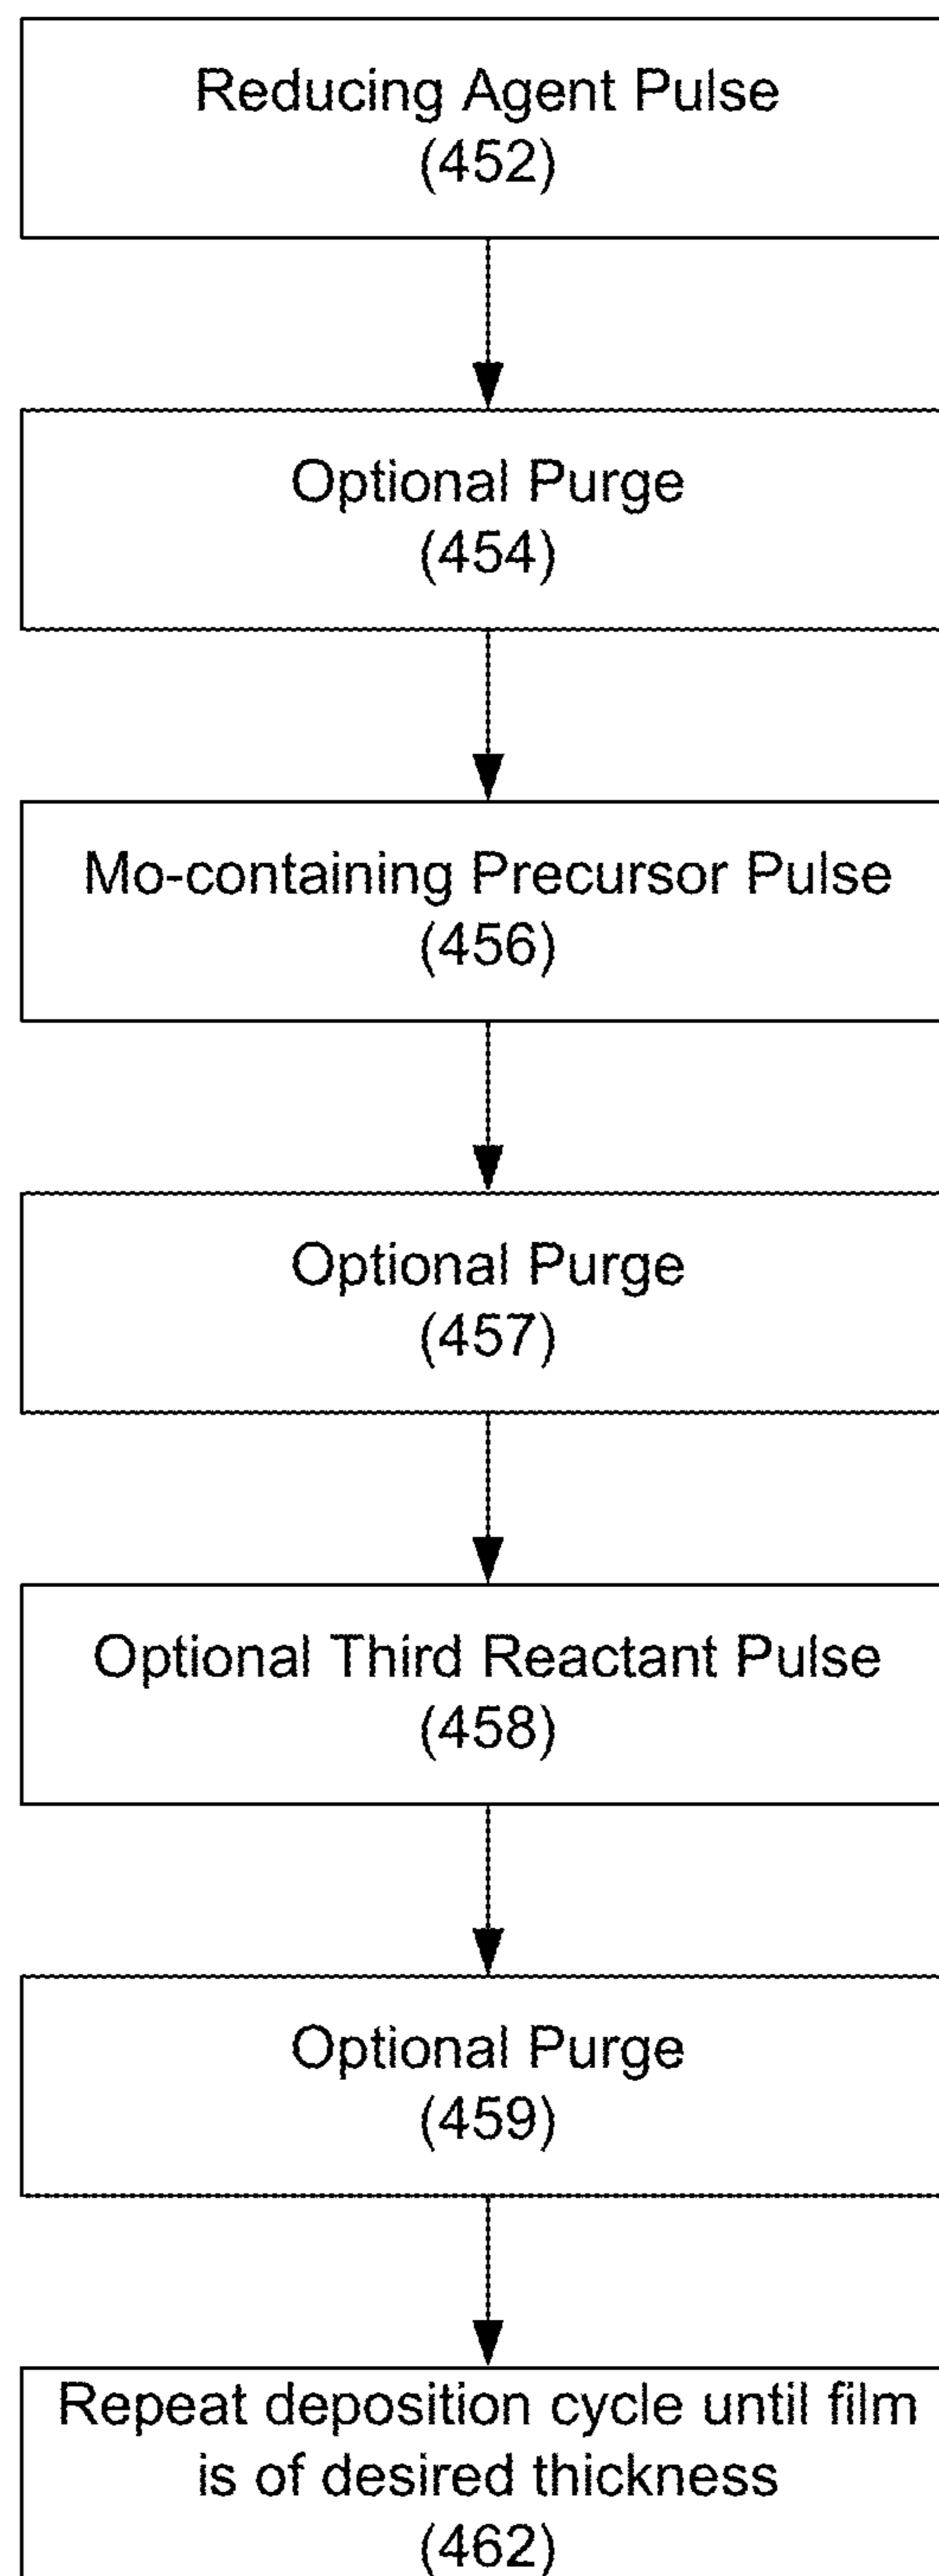 Reducing Agent Pulse
(452)
Optional Purge
(454)
Mo-containing Precursor Pulse
(456)
Optional Purge
(457)
Optional Third Reactant Pulse
(458)
Optional Purge
(459)
Repeat deposition cycle until film
is of desired thickness
(462)